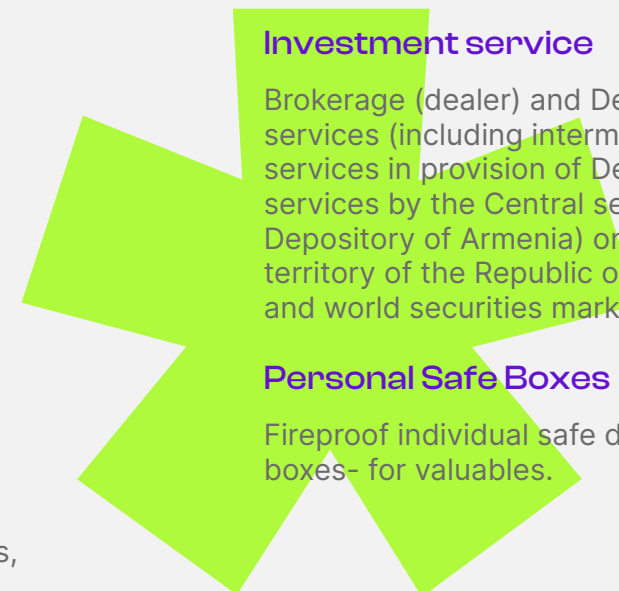 Investment service
Brokerage (dealer) and De
services (including interm
services in provision of De
services by the Central se
Depository of Armenia) on
territory of the Republic o
and world securities mark
Personal Safe Boxes
Fireproof individual safe d
boxes- for valuables.
s,